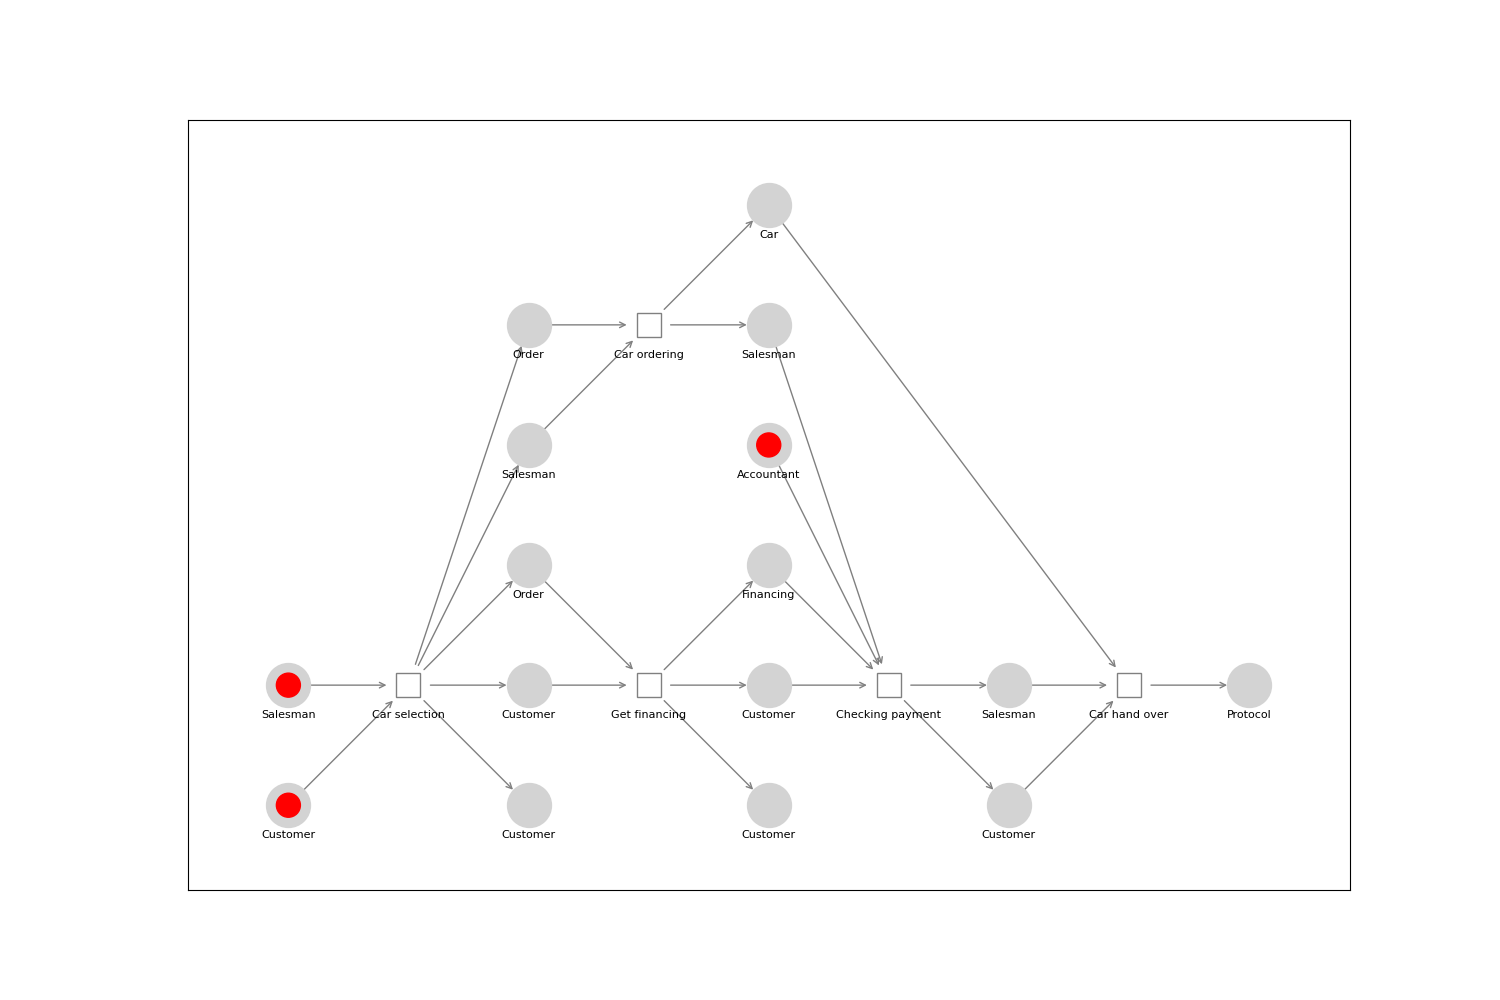 Car
Order
Car ordering
Salesman
Salesman
Accountant
Order
Financing
Salesman
Car selection
Customer
Get financing
Customer
Checking payment
Salesman
Car hand over
Protocol
Customer
Customer
Customer
Customer